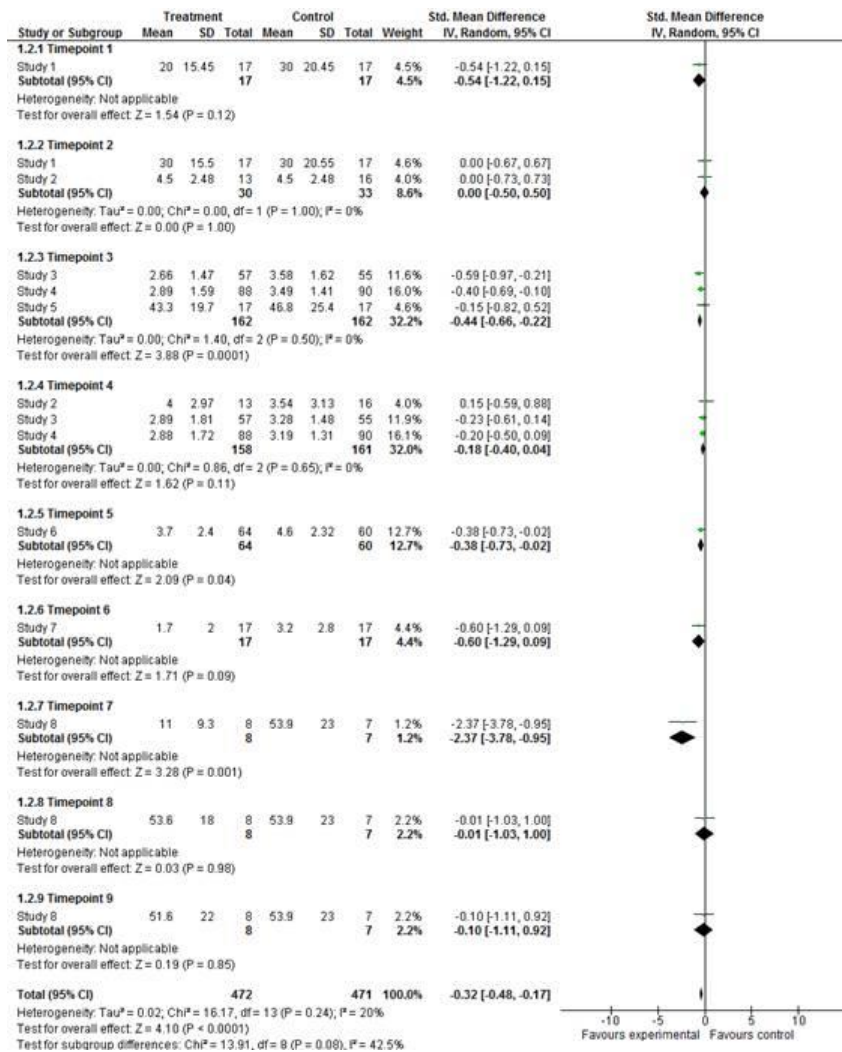 Treatment Control Std. Mean Difference Std. Mean Difference
Study or Subgroup Mean SD Total Mean SD Total Weight IV, Random, 95% CI IV, Random, 95% CI
1.2.1 Timepoint 1
Study 1 20 15.45 17 30 20.45 17 4.5% -0.54 [-1.22, 0.15]
Subtotal (95% CI) 17 17 4.5% -0.54 [-1.22, 0.15]
Heterogeneity: Not applicable
Test for overall effect: Z = 1.54 (P = 0.12)
1.2.2 Timepoint 2
Study 1 30 15.5 17 30 20.55 17 4.6% 0.00 [-0.67, 0.67]
Study 2 4.5 2.48 13 4.5 2.48 16 4.0% 0.00 [-0.73, 0.73]
Subtotal (95% CI) 30 33 8.6% 0.00 [-0.50, 0.50]
Heterogeneity: Tau² = 0.00; Chi² = 0.00, df = 1 (P = 1.00); I² = 0%
Test for overall effect: Z = 0.00 (P = 1.00)
1.2.3 Timepoint 3
Study 3 2.66 1.47 57 3.58 1.62 55 11.6% -0.59 [-0.97, -0.21]
Study 4 2.89 1.59 88 3.49 1.41 90 16.0% -0.40 [-0.69, -0.10]
Study 5 43.3 19.7 17 46.8 25.4 17 4.6% -0.15 [-0.82, 0.52]
Subtotal (95% CI) 162 162 32.2% -0.44 [-0.66, -0.22]
Heterogeneity: Tau² = 0.00; Chi² = 1.40, df = 2 (P = 0.50); I² = 0%
Test for overall effect: Z = 3.88 (P = 0.0001)
1.2.4 Timepoint 4
Study 2 4 2.97 13 3.54 3.13 16 4.0% 0.15 [-0.59, 0.88]
Study 3 2.89 1.81 57 3.28 1.48 55 11.9% -0.23 [-0.61, 0.14]
Study 4 2.88 1.72 88 3.19 1.31 90 16.1% -0.20 [-0.50, 0.09]
Subtotal (95% CI) 158 161 32.0% -0.18 [-0.40, 0.04]
Heterogeneity: Tau² = 0.00; Chi² = 0.86, df = 2 (P = 0.65); I² = 0%
Test for overall effect: Z = 1.62 (P = 0.11)
1.2.5 Timepoint 5
Study 6 3.7 2.4 64 4.6 2.32 60 12.7% -0.38 [-0.73, -0.02]
Subtotal (95% CI) 64 60 12.7% -0.38 [-0.73, -0.02]
Heterogeneity: Not applicable
Test for overall effect: Z = 2.09 (P = 0.04)
1.2.6 Tmepoint 6
Study 7 1.7 2 17 3.2 2.8 17 4.4% -0.60 [-1.29, 0.09]
Subtotal (95% CI) 17 17 4.4% -0.60 [-1.29, 0.09]
Heterogeneity: Not applicable
Test for overall effect: Z = 1.71 (P = 0.09)
1.2.7 Timepoint 7
Study 8 11 9.3 8 53.9 23 7 1.2% -2.37 [-3.78, -0.95]
Subtotal (95% CI) 8 7 1.2% -2.37 [-3.78, -0.95]
Heterogeneity: Not applicable
Test for overall effect: Z = 3.28 (P = 0.001)
1.2.8 Timepoint 8
Study 8 53.6 18 8 53.9 23 7 2.2% -0.01 [-1.03, 1.00]
Subtotal (95% CI) 8 7 2.2% -0.01 [-1.03, 1.00]
Heterogeneity: Not applicable
Test for overall effect: Z = 0.03 (P = 0.98)
1.2.9 Timepoint 9
Study 8 51.6 22 8 53.9 23 7 2.2% -0.10 [-1.11, 0.92]
Subtotal (95% CI) 8 7 2.2% -0.10 [-1.11, 0.92]
Heterogeneity: Not applicable
Test for overall effect: Z = 0.19 (P = 0.85)
Total (95% CI) 472 471 100.0% -0.32 [-0.48, -0.17]
Heterogeneity: Tau² = 0.02; Chi² = 16.17, df = 13 (P = 0.24); I² = 20%
Test for overall effect: Z = 4.10 (P < 0.0001)
Test for subgroup differences: Chi² = 13.91, df = 8 (P = 0.08), I² = 42.5%
-10 -5 0 5 10
Favours experimental Favours control